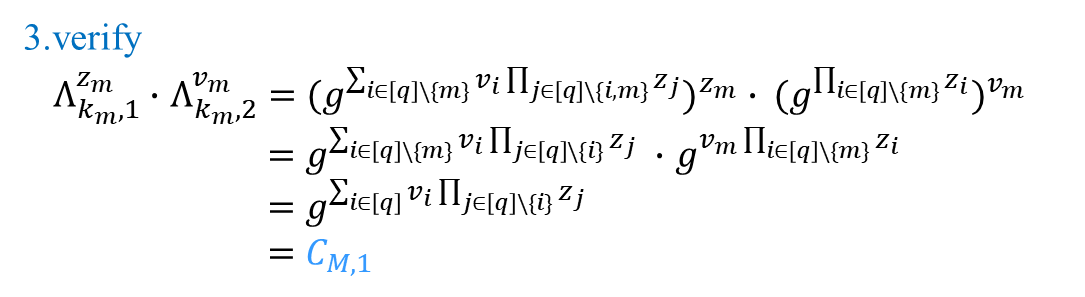 3.verify
Λ_{k_m,1}^{z_m} · Λ_{k_m,2}^{v_m} = (g^{∑_{i∈[q]\{m}} v_i ∏_{j∈[q]\{i,m}} z_j})^{z_m} · (g^{∏_{i∈[q]\{m}} z_i})^{v_m}
= g^{∑_{i∈[q]\{m}} v_i ∏_{j∈[q]\{i}} z_j} · g^{v_m ∏_{i∈[q]\{m}} z_i}
= g^{∑_{i∈[q]} v_i ∏_{j∈[q]\{i}} z_j}
= C_{M,1}